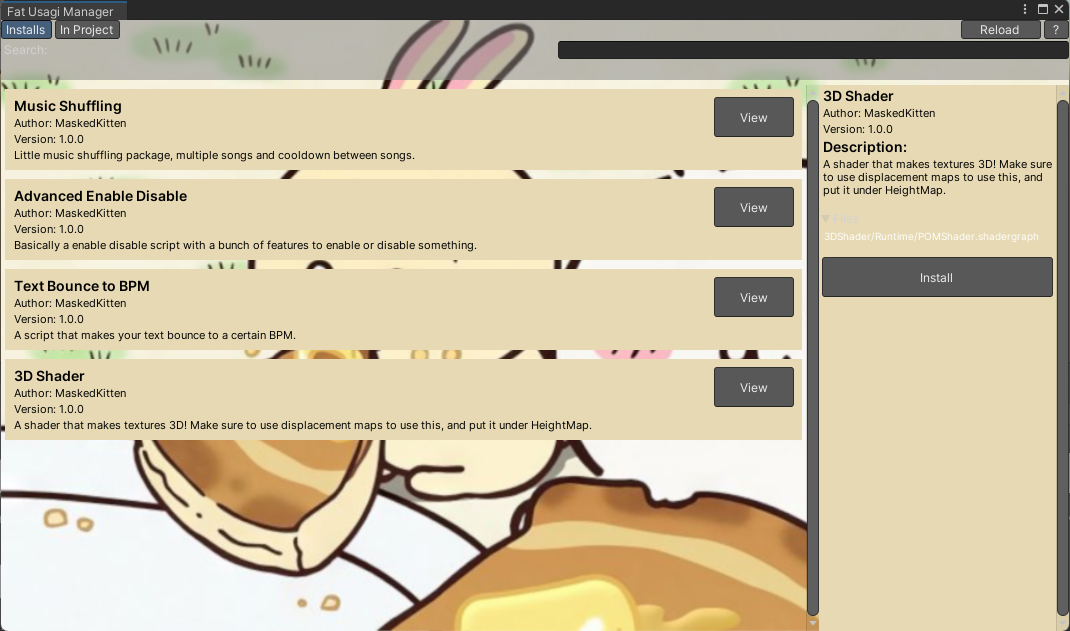 Fat Usagi Manager
Installs
In Project
Reload
?
Search:
Music Shuffling
Author: MaskedKitten
Version: 1.0.0
Little music shuffling package, multiple songs and cooldown between songs.
View
Advanced Enable Disable
Author: MaskedKitten
Version: 1.0.0
Basically a enable disable script with a bunch of features to enable or disable something.
View
Text Bounce to BPM
Author: MaskedKitten
Version: 1.0.0
A script that makes your text bounce to a certain BPM.
View
3D Shader
Author: MaskedKitten
Version: 1.0.0
A shader that makes textures 3D! Make sure to use displacement maps to use this, and put it under HeightMap.
View
3D Shader
Author: MaskedKitten
Version: 1.0.0
Description:
A shader that makes textures 3D! Make sure
to use displacement maps to use this, and
put it under HeightMap.
Files
3DShader/Runtime/POMShader.shadergraph
Install